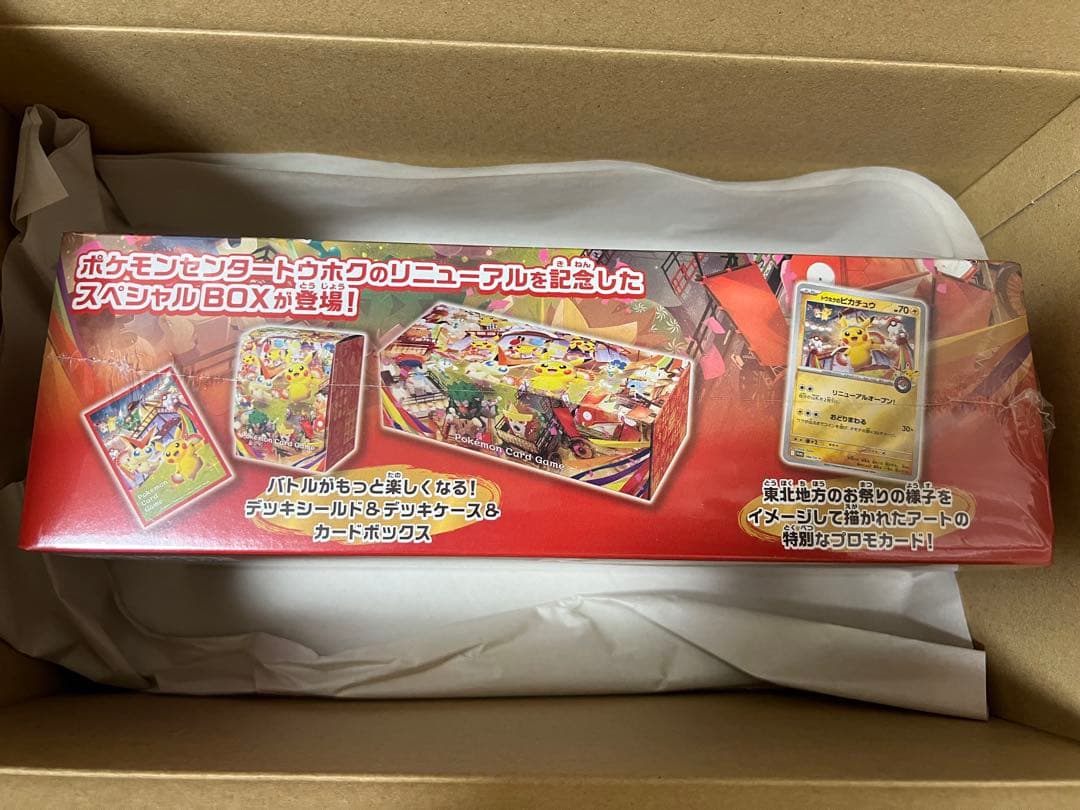 ポケモンセンタートウホクのリニューアルを記念した
スペシャルBOXが登場！
Pokémon
Card
Game
Pokémon Card Game
Pokémon Card Game
バトルがもっと楽しくなる！
デッキシールド&デッキケース&
カードボックス
トウホクのピカチュウ
HP70
リニューアルオープン！
おどりまわる
30+
東北地方のお祭りの様子を
イメージして描かれたアートの
特別なプロモカード！